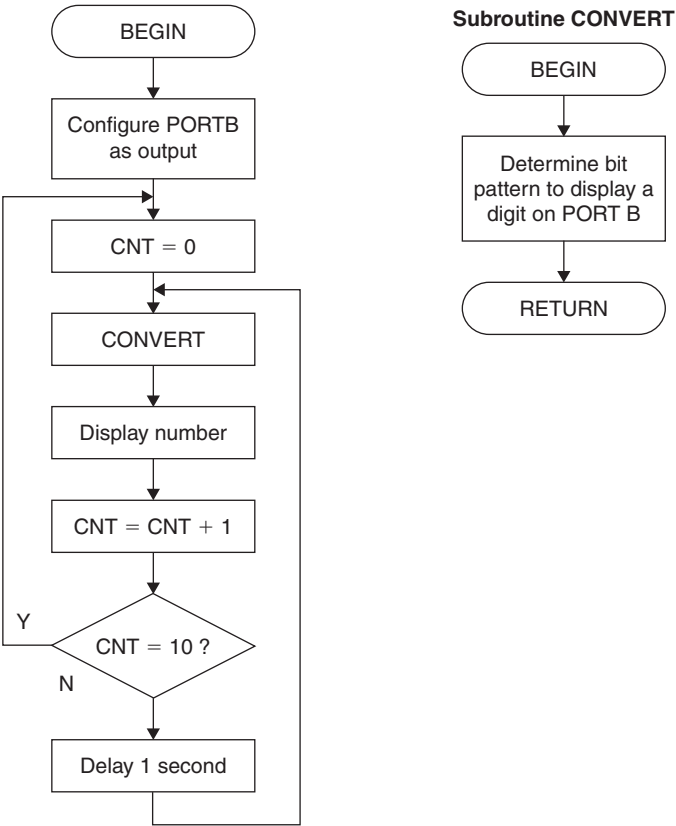 BEGIN
Configure PORTB
as output
CNT = 0
CONVERT
Display number
CNT = CNT + 1
CNT = 10 ?
Y
N
Delay 1 second
Subroutine CONVERT
BEGIN
Determine bit
pattern to display a
digit on PORT B
RETURN